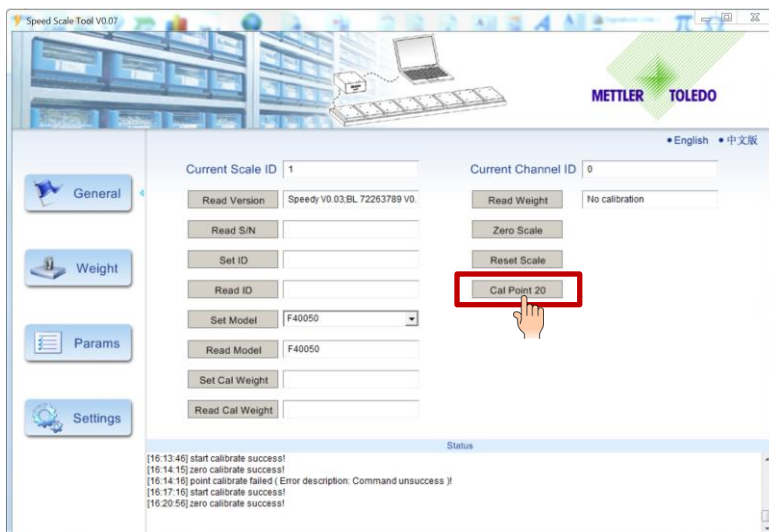 Speed Scale Tool V0.07
METTLER TOLEDO
•English •中文版
General
Weight
Params
Settings
Current Scale ID 1
Read Version Speedy V0.03;BL 72263789 V0.
Read S/N
Set ID
Read ID
Set Model F40050
Read Model F40050
Set Cal Weight
Read Cal Weight
Current Channel ID 0
Read Weight No calibration
Zero Scale
Reset Scale
Cal Point 20
Status
[16:13:46] start calibrate success!
[16:14:15] zero calibrate success!
[16:14:16] point calibrate failed ( Error description: Command unsuccess )!
[16:17:16] start calibrate success!
[16:20:56] zero calibrate success!